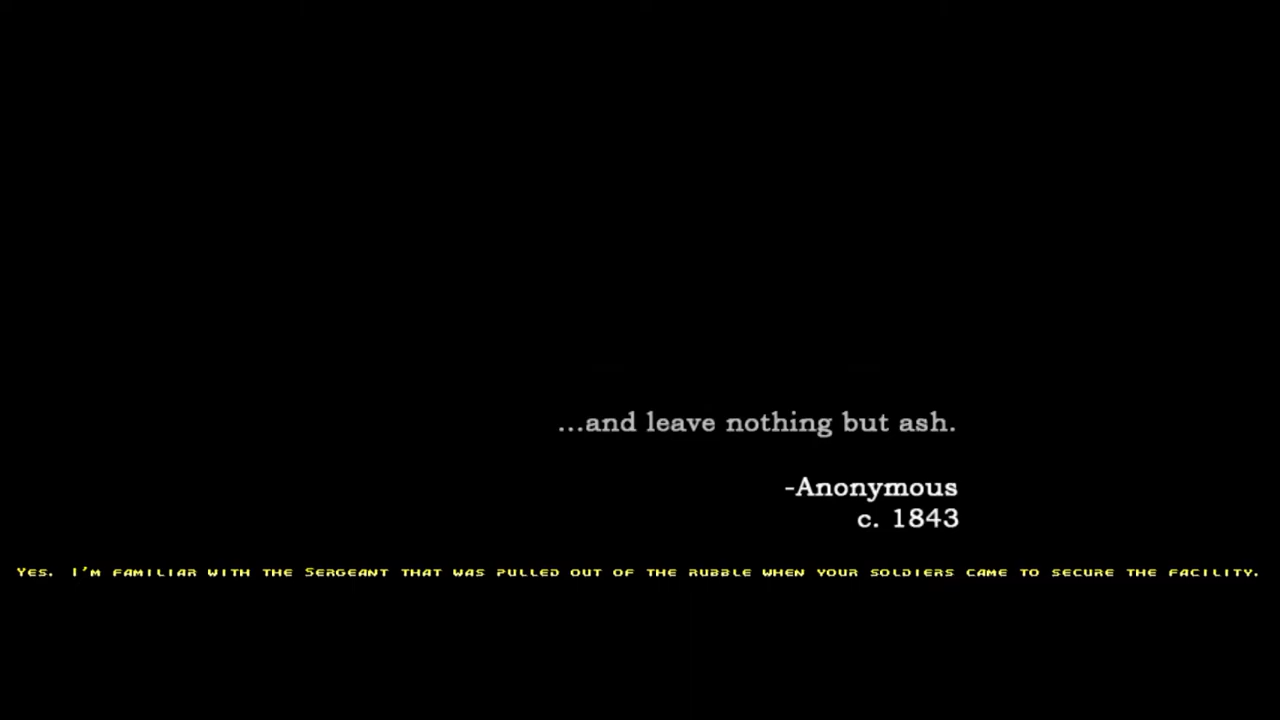 ...and leave nothing but ash.
-Anonymous
c. 1843
Yes. I'm familiar with the Sergeant that was pulled out of the rubble when your soldiers came to secure the facility.